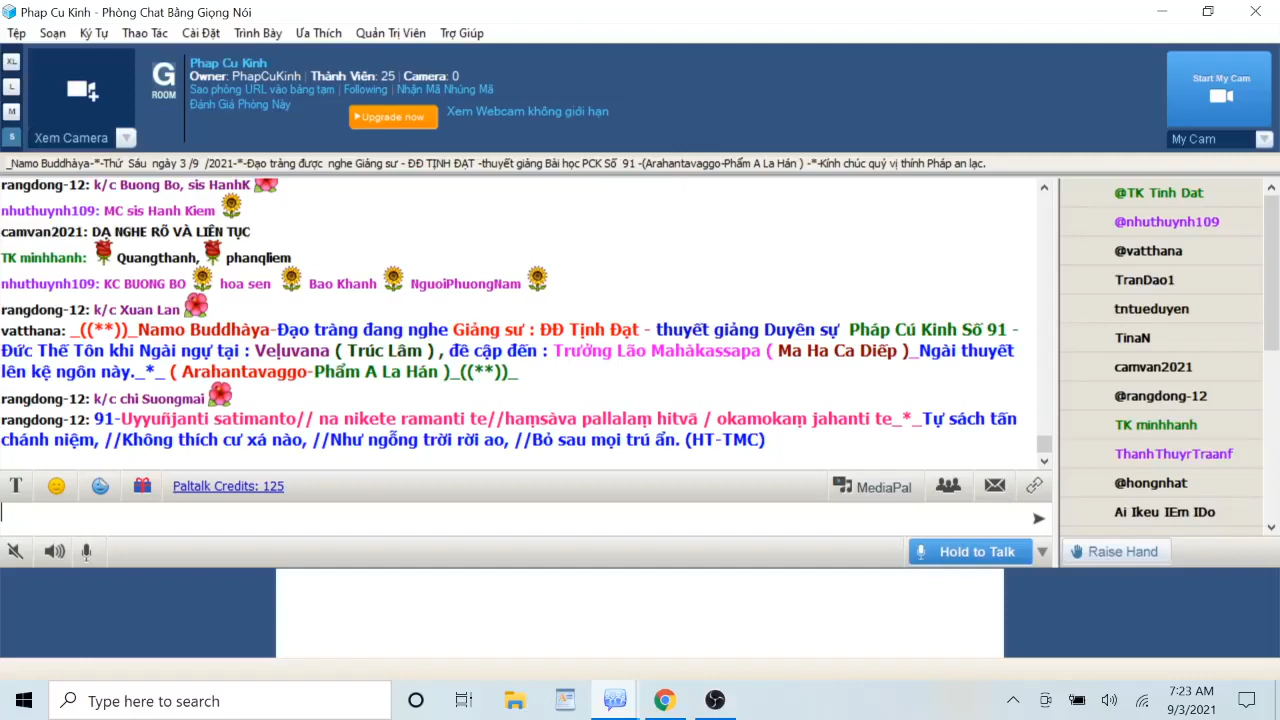 Phap Cu Kinh - Phòng Chat Bằng Giọng Nói
Tệp Soạn Ký Tự Thao Tác Cài Đặt Trình Bày Ưa Thích Quản Trị Viên Trợ Giúp
XL
L
M
S
Xem Camera
G
ROOM
Phap Cu Kinh
Owner: PhapCuKinh | Thành Viên: 25 | Camera: 0
Sao phòng URL vào bảng tạm | Following | Nhận Mã Nhúng Mã
Đánh Giá Phòng Này
Upgrade now
Xem Webcam không giới hạn
Start My Cam
My Cam
_Namo Buddhàya-*-Thứ Sáu ngày 3 /9 /2021-*-Đạo tràng được nghe Giảng sư - ĐĐ TỊNH ĐẠT -thuyết giảng Bài học PCK Số 91 -(Arahantavaggo-Phẩm A La Hán ) -*-Kính chúc quý vị thính Pháp an lạc.
rangdong-12: k/c Buong Bo, sis HanhK
nhuthuynh109: MC sis Hanh Kiem
camvan2021: DẠ NGHE RÕ VÀ LIÊN TỤC
TK minhhanh: Quangthanh, phanqliem
nhuthuynh109: KC BUONG BO hoa sen Bao Khanh NguoiPhuongNam
rangdong-12: k/c Xuan Lan
vatthana: _((**))_Namo Buddhàya-Đạo tràng đang nghe Giảng sư : ĐĐ Tịnh Đạt - thuyết giảng Duyên sự Pháp Cú Kinh Số 91 -
Đức Thế Tôn khi Ngài ngự tại : Veḷuvana ( Trúc Lâm ) , đề cập đến : Trưởng Lão Mahàkassapa ( Ma Ha Ca Diếp )_Ngài thuyết
lên kệ ngôn này._*_ ( Arahantavaggo-Phẩm A La Hán )_((**))_
rangdong-12: k/c chi Suongmai
rangdong-12: 91-Uyyuñjanti satimanto// na nikete ramanti te//haṃsàva pallalaṃ hitvā / okamokaṃ jahanti te_*_Tự sách tấn
chánh niệm, //Không thích cư xá nào, //Như ngỗng trời rời ao, //Bỏ sau mọi trú ẩn. (HT-TMC)
@TK Tinh Dat
@nhuthuynh109
@vatthana
TranDao1
tntueduyen
TinaN
camvan2021
@rangdong-12
TK minhhanh
ThanhThuyrTraanf
@hongnhat
Ai Ikeu IEm IDo
T
Paltalk Credits: 125
MediaPal
Hold to Talk
Raise Hand
Type here to search
7:23 AM
9/3/2021